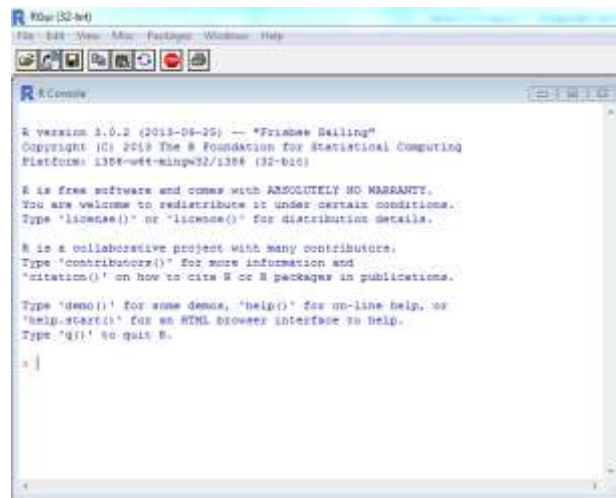 RGui (32-bit)
File Edit View Misc Packages Windows Help
R Console
R version 3.0.2 (2013-09-25) -- "Frisbee Sailing"
Copyright (C) 2013 The R Foundation for Statistical Computing
Platform: i386-w64-mingw32/i386 (32-bit)
R is free software and comes with ABSOLUTELY NO WARRANTY.
You are welcome to redistribute it under certain conditions.
Type 'license()' or 'licence()' for distribution details.
R is a collaborative project with many contributors.
Type 'contributors()' for more information and
'citation()' on how to cite R or R packages in publications.
Type 'demo()' for some demos, 'help()' for on-line help, or
'help.start()' for an HTML browser interface to help.
Type 'q()' to quit R.
>